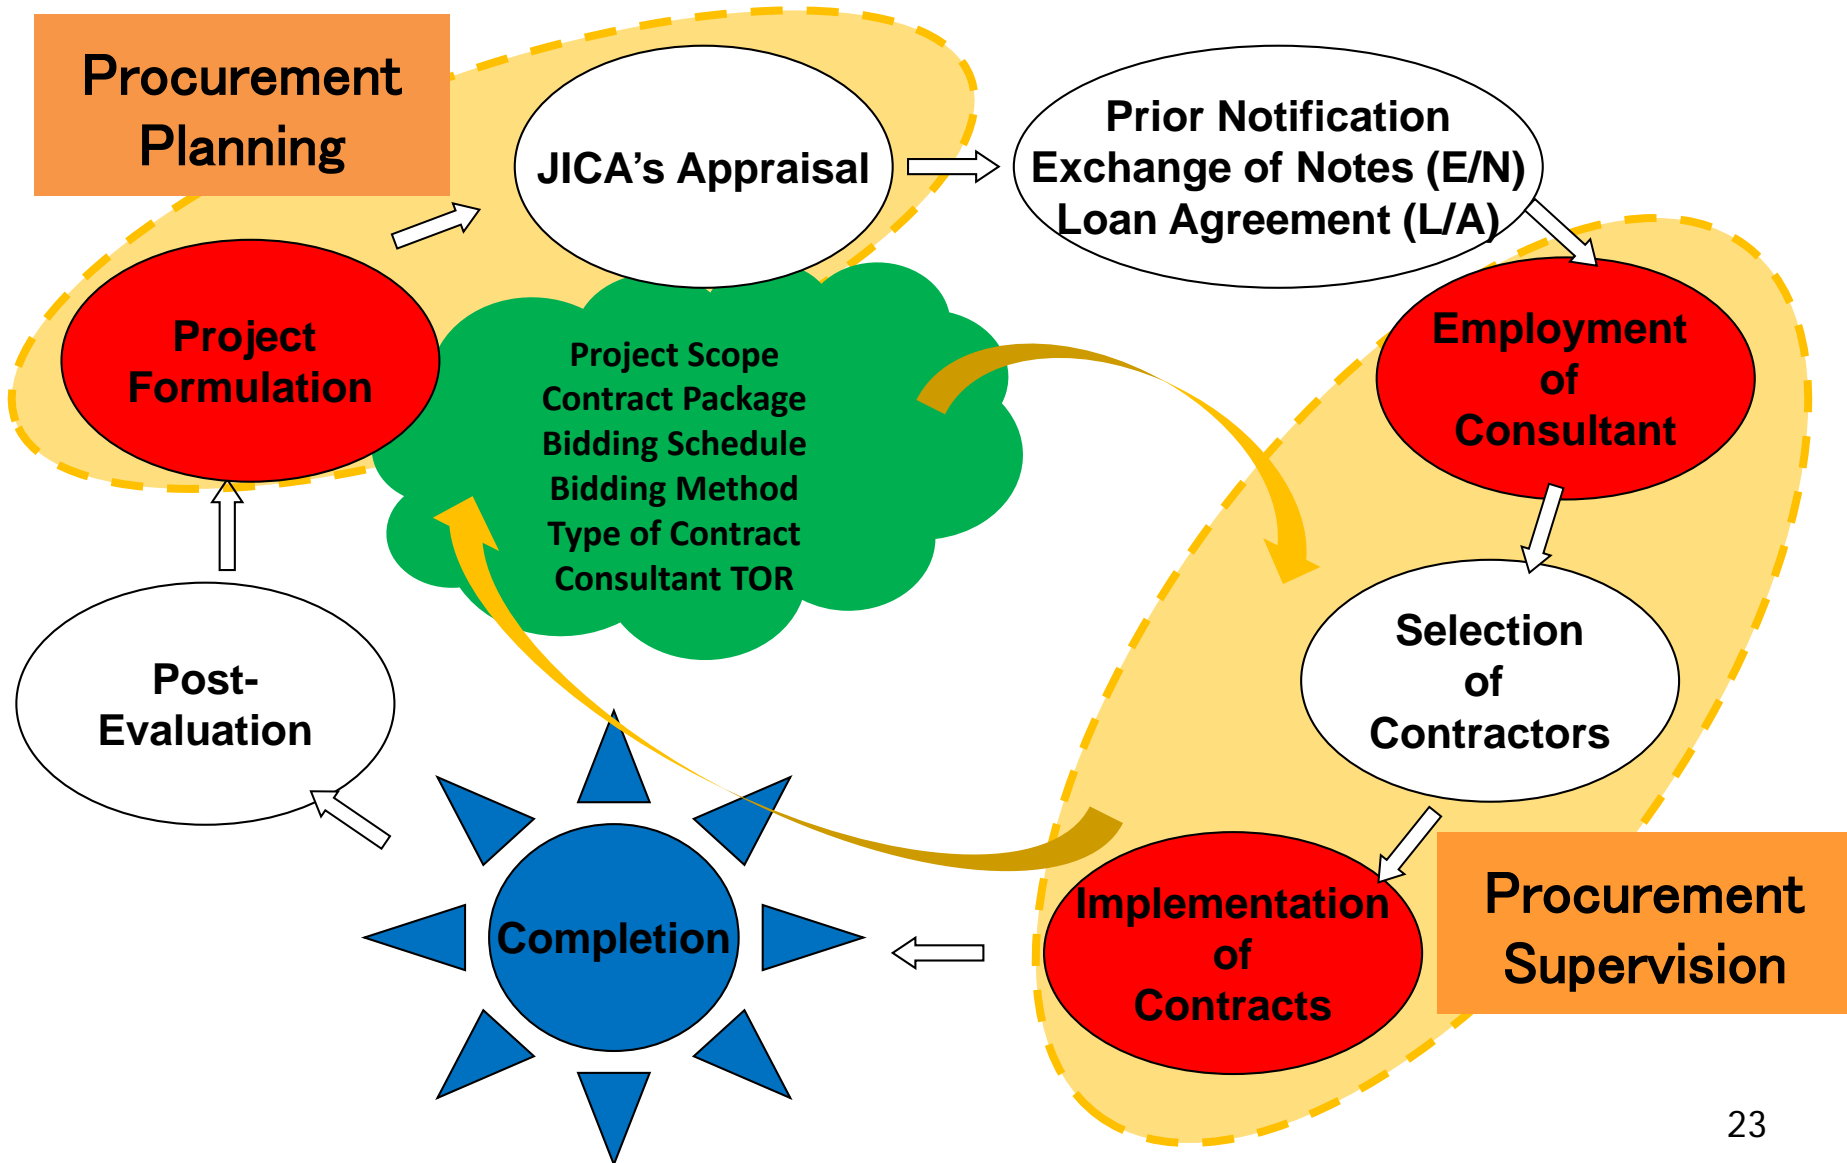 Procurement
Planning
JICA’s Appraisal
Prior Notification
Exchange of Notes (E/N)
Loan Agreement (L/A)
Project
Formulation
Project Scope
Contract Package
Bidding Schedule
Bidding Method
Type of Contract
Consultant TOR
Employment
of
Consultant
Selection
of
Contractors
Post-
Evaluation
Completion
Implementation
of
Contracts
Procurement
Supervision
23